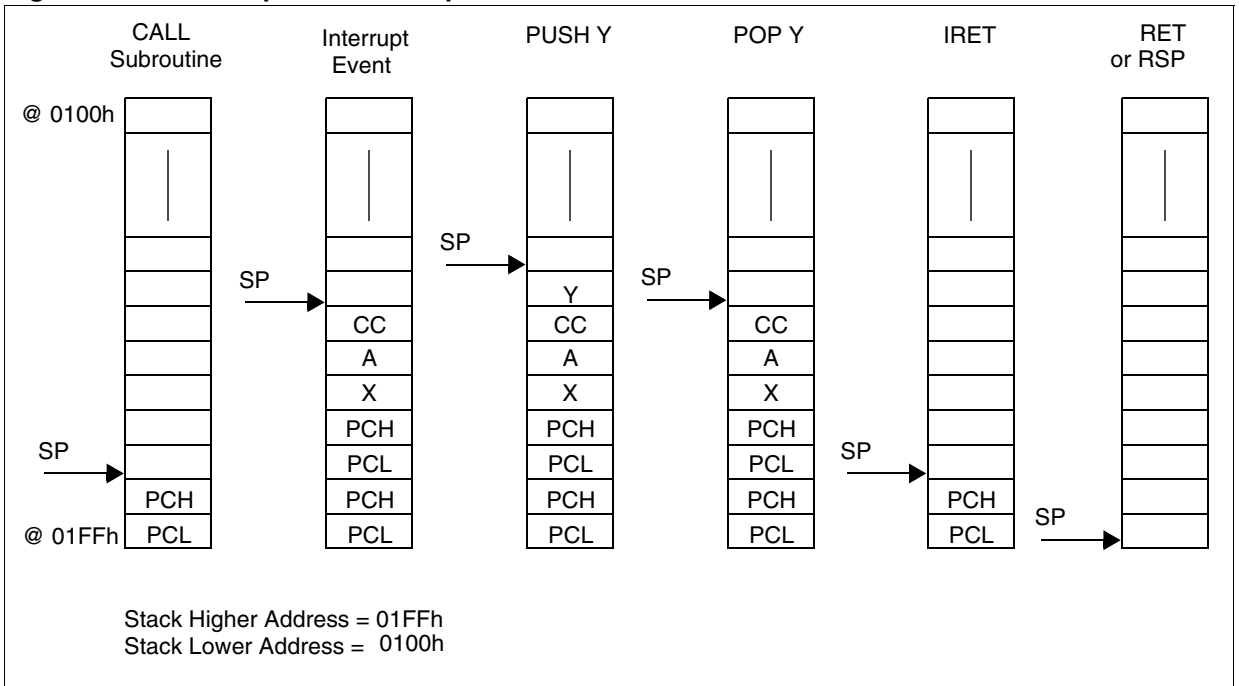 CALL
Subroutine
Interrupt
Event
PUSH Y
POP Y
IRET
RET
or RSP
@ 0100h
SP
SP
SP
Y
CC
CC
CC
A
A
A
X
X
X
PCH
PCH
PCH
SP
SP
PCL
PCL
PCL
PCH
PCH
PCH
PCH
PCH
SP
@ 01FFh
PCL
PCL
PCL
PCL
PCL
Stack Higher Address = 01FFh
Stack Lower Address = 0100h